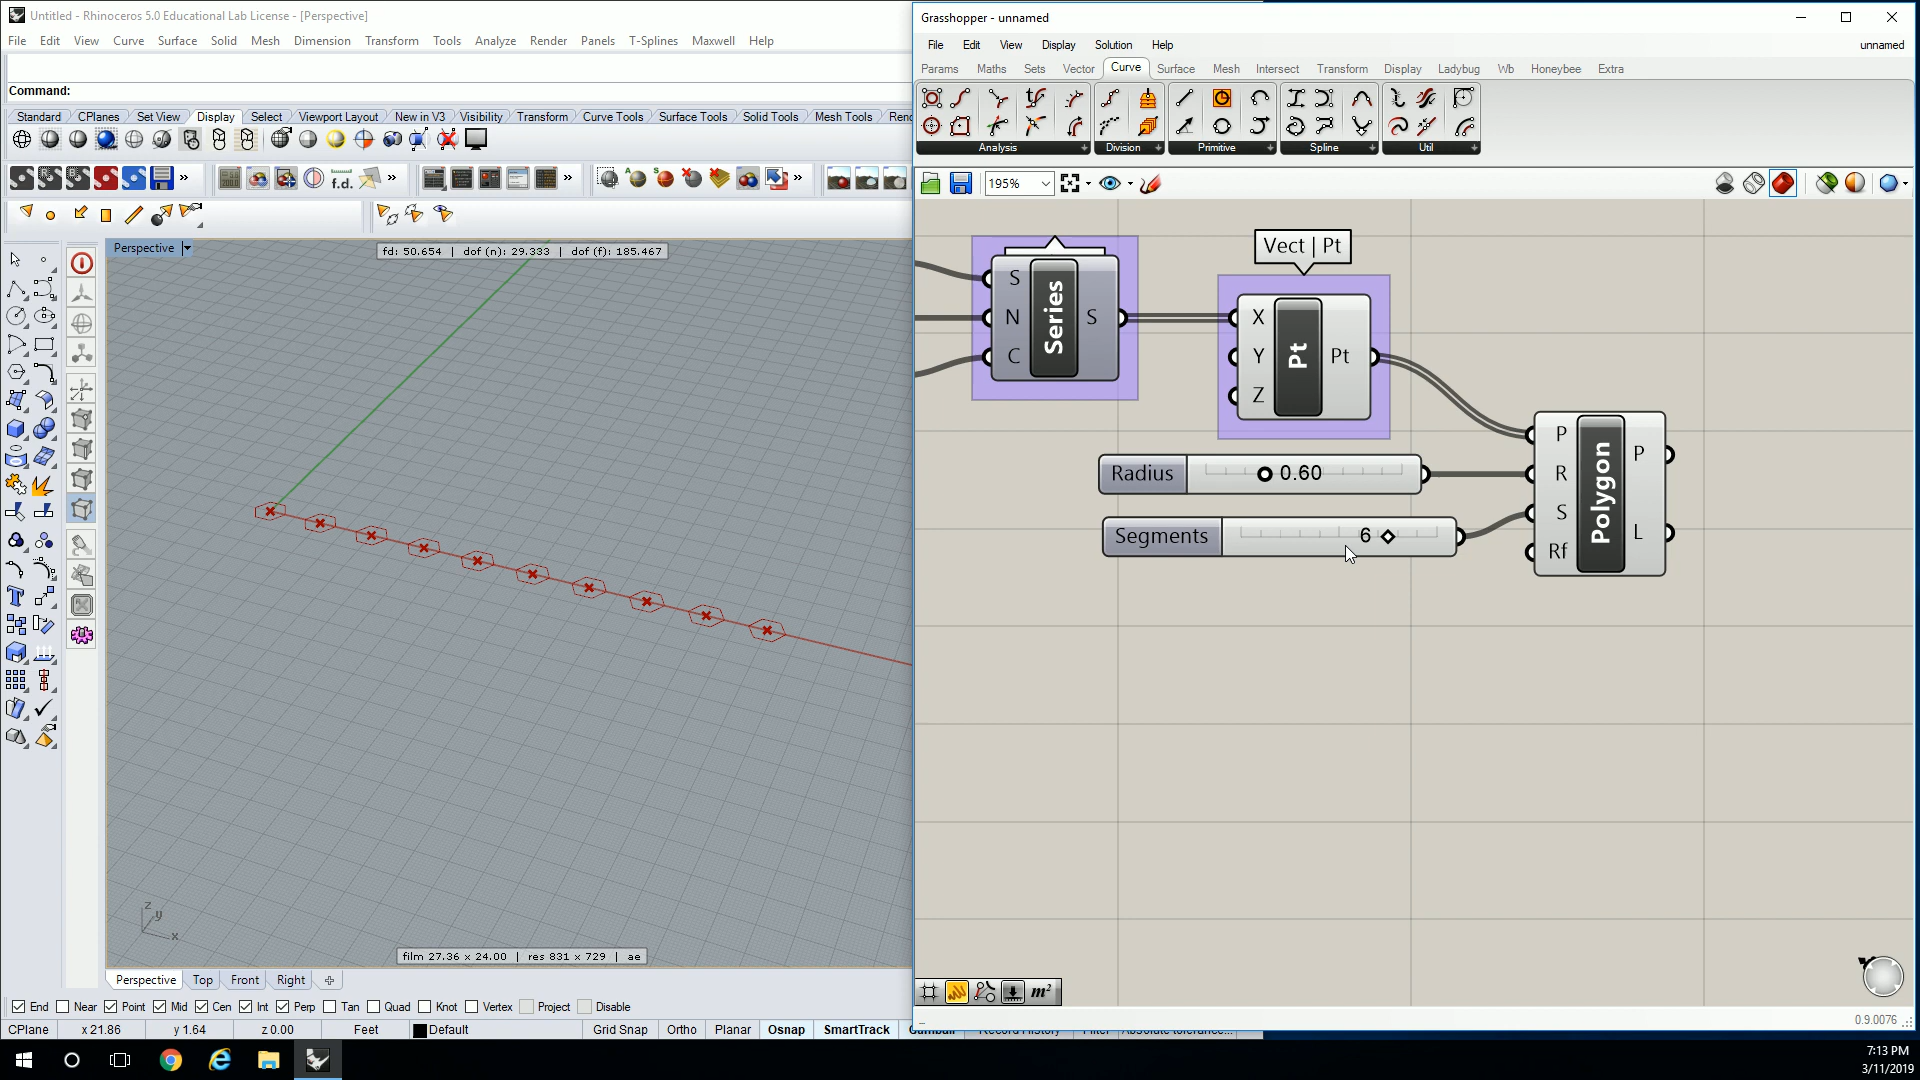 Untitled - Rhinoceros 5.0 Educational Lab License - [Perspective]
File Edit View Curve Surface Solid Mesh Dimension Transform Tools Analyze Render Panels T-Splines Maxwell Help
Command:
Standard CPlanes Set View Display Select Viewport Layout New in V3 Visibility Transform Curve Tools Surface Tools Solid Tools Mesh Tools
f.d.
Perspective
fd: 50.654 | dof (n): 29.333 | dof (f): 185.467
z
y
x
film 27.36 x 24.00 | res 831 x 729 | ae
Perspective Top Front Right
End Near Point Mid Cen Int Perp Tan Quad Knot Vertex Project Disable
CPlane x 21.86 y 1.64 z 0.00 Feet Default Grid Snap Ortho Planar Osnap SmartTrack
Grasshopper - unnamed
File Edit View Display Solution Help unnamed
Params Maths Sets Vector Curve Surface Mesh Intersect Transform Display Ladybug Wb Honeybee Extra
Analysis Division Primitive Spline Util
195%
Vect | Pt
S
N
C
Series
S
X
Y
Z
Pt
Pt
Radius 0.60
Segments 6
P
R
S
Rf
Polygon
P
L
m²
0.9.0076
7:13 PM
3/11/2019